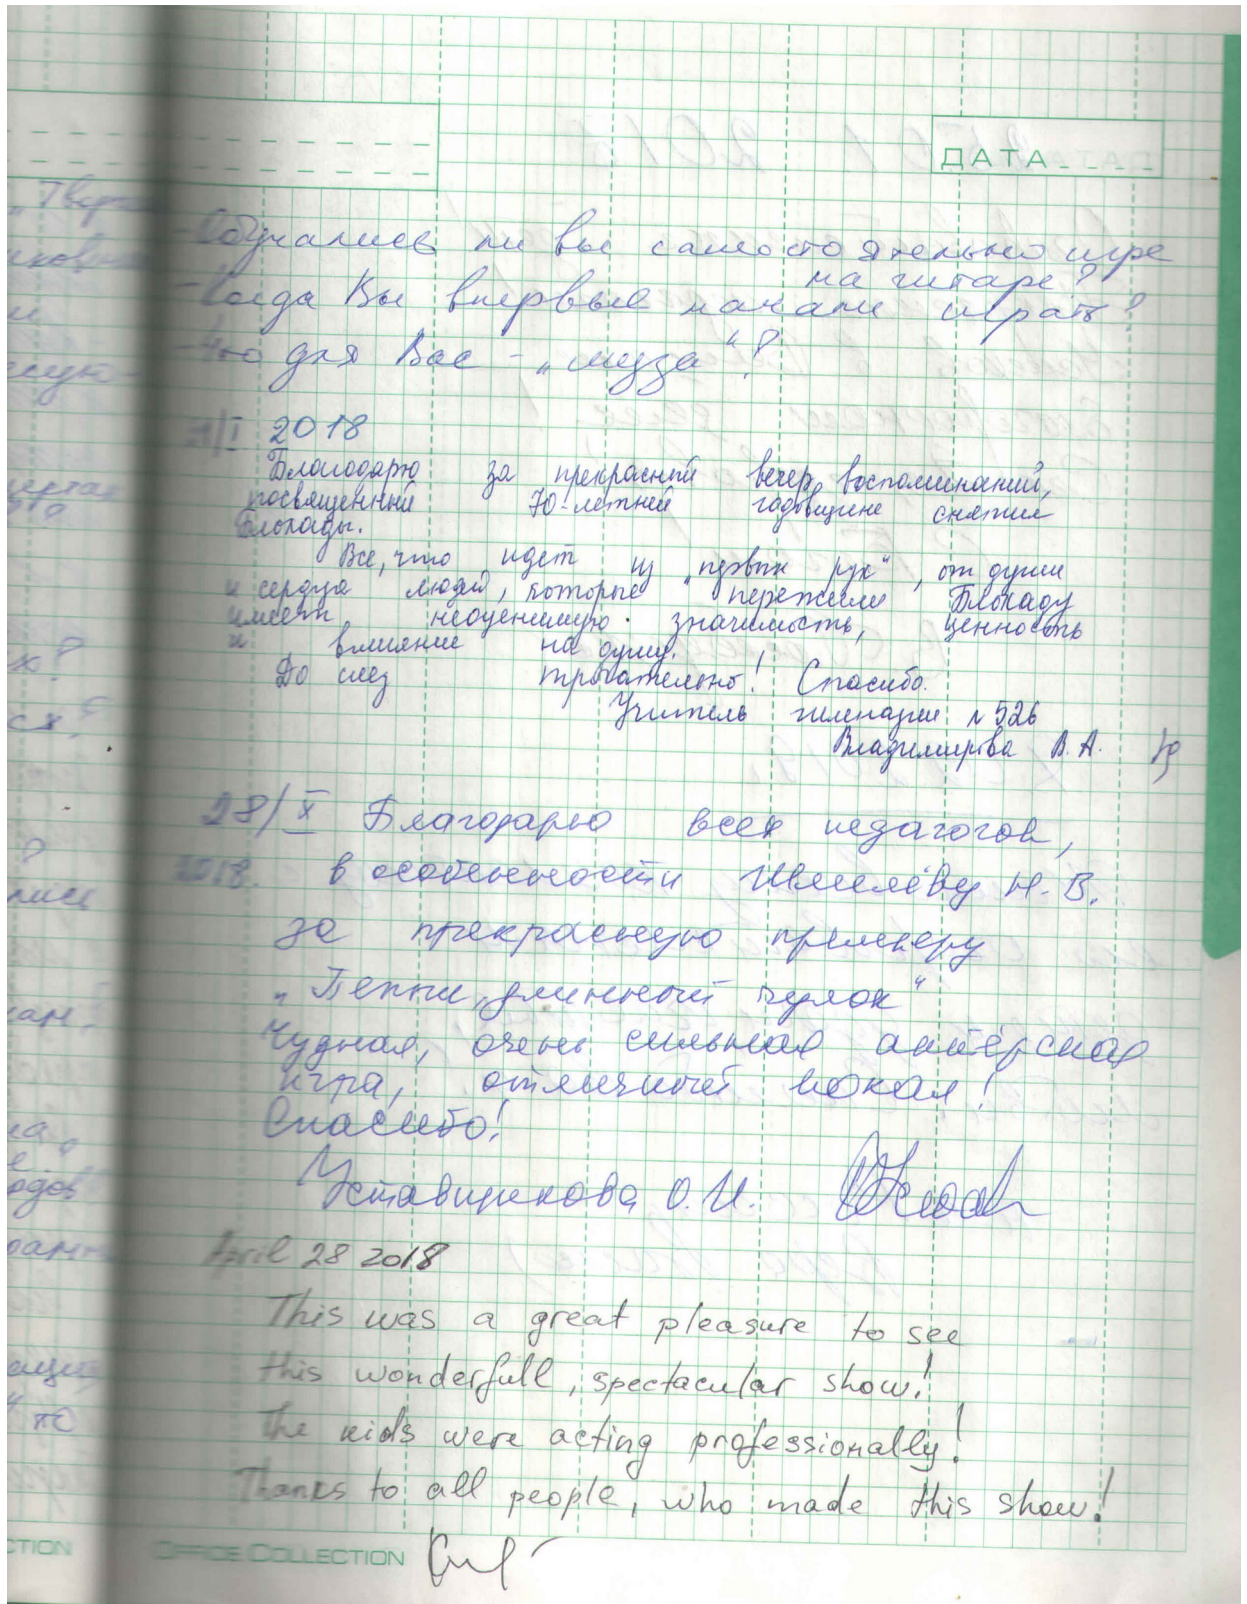 ДАТА
- Обучались ли вы самостоятельно игре
на гитаре?
- Когда Вы впервые начали играть?
- Что для Вас - „муза“?
/I 2018
Благодарю за прекрасный вечер воспоминаний,
посвященный 70-летней годовщине снятия
Блокады.
Все, что идет из „первых рук“, от души
и сердца людей, которые пережили Блокаду
имеет неоценимую значимость, ценность
и влияние на душу.
До слез трогательно! Спасибо.
Учитель гимназии № 526
Владимирова В.А.
28/X Благодарю всех педагогов,
2018. в особенности Н.В.
за прекрасную премьеру
„Пеппи, длинный чулок“
Чудная, очень сильная актёрская
игра, отличный вокал!
Спасибо!
Уставщикова О.И.
April 28 2018
This was a great pleasure to see
this wonderfull, spectacular show!
The kids were acting professionally!
Thanks to all people, who made this show!
OFFICE COLLECTION